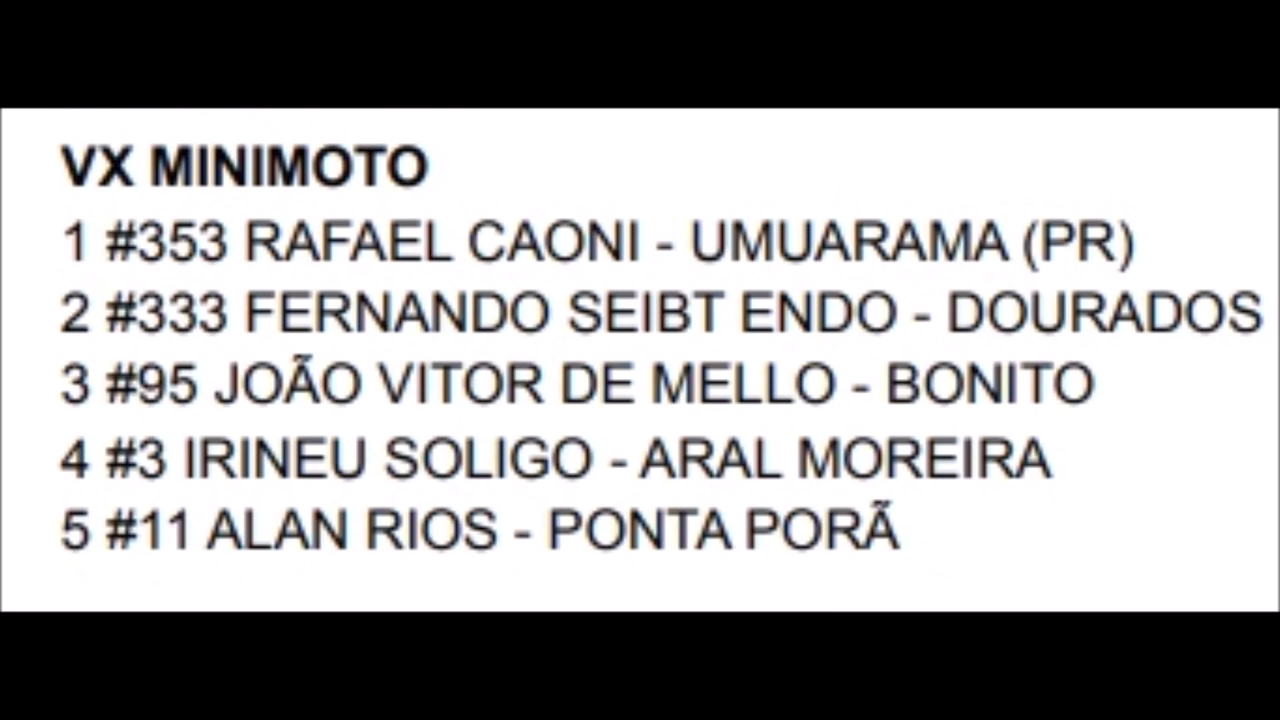 VX MINIMOTO
1 #353 RAFAEL CAONI - UMUARAMA (PR)
2 #333 FERNANDO SEIBT ENDO - DOURADOS
3 #95 JOÃO VITOR DE MELLO - BONITO
4 #3 IRINEU SOLIGO - ARAL MOREIRA
5 #11 ALAN RIOS - PONTA PORÃ